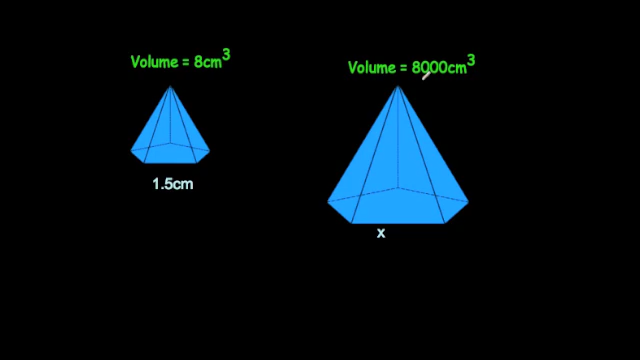 Volume = 8cm³
Volume = 8000cm³
1.5cm
x